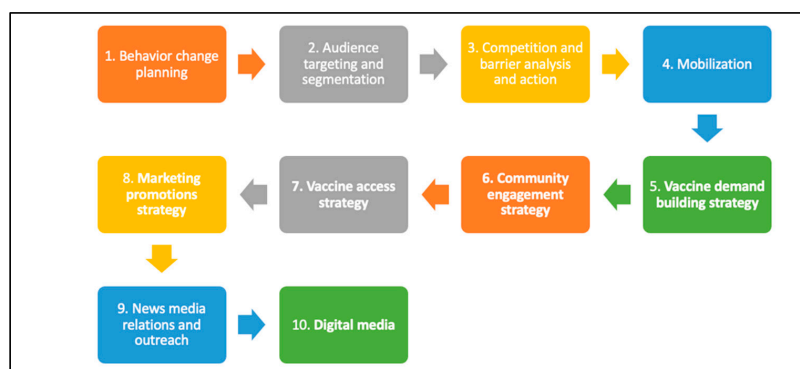 1. Behavior change
planning
2. Audience
targeting and
segmentation
3. Competition and
barrier analysis
and action
4. Mobilization
5. Vaccine demand
building strategy
6. Community
engagement
strategy
7. Vaccine access
strategy
8. Marketing
promotions
strategy
9. News media
relations and
outreach
10. Digital media